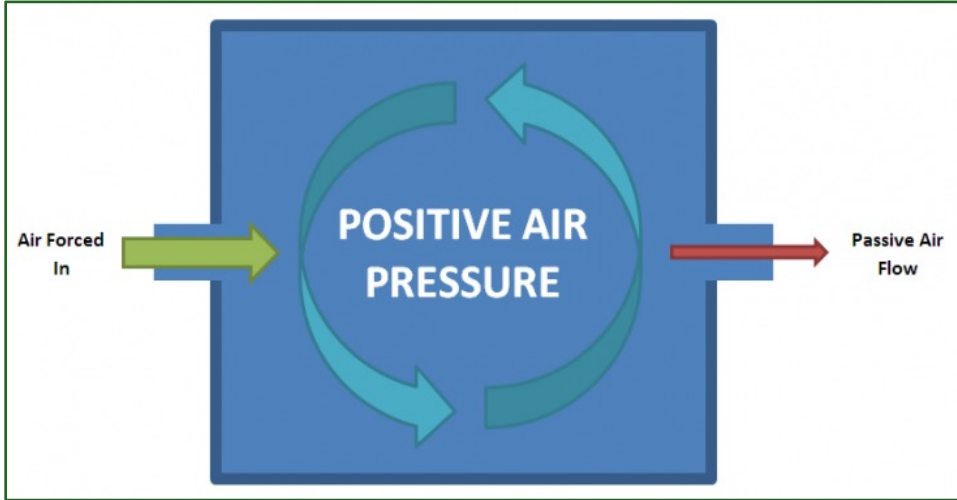 Air Forced
In
POSITIVE AIR
PRESSURE
Passive Air
Flow